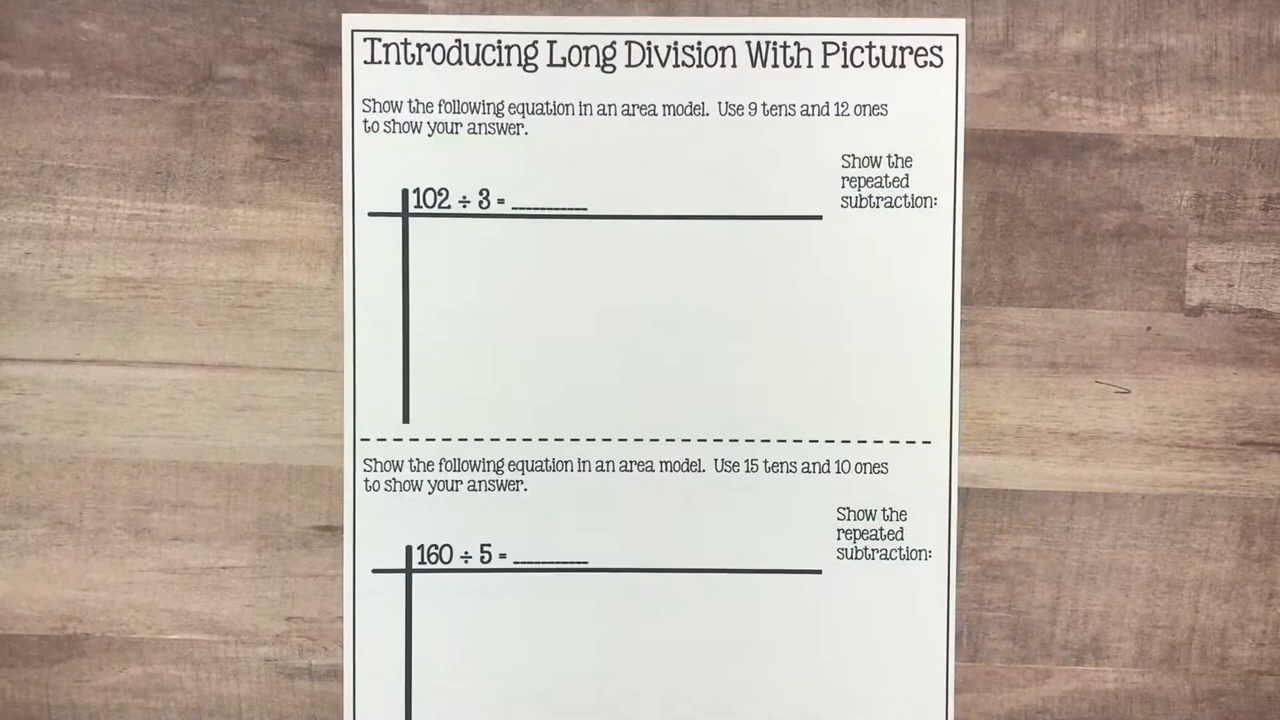 Introducing Long Division With Pictures
Show the following equation in an area model. Use 9 tens and 12 ones
to show your answer.
Show the
repeated
subtraction:
102 ÷ 3 = __________
Show the following equation in an area model. Use 15 tens and 10 ones
to show your answer.
Show the
repeated
subtraction:
160 ÷ 5 = __________